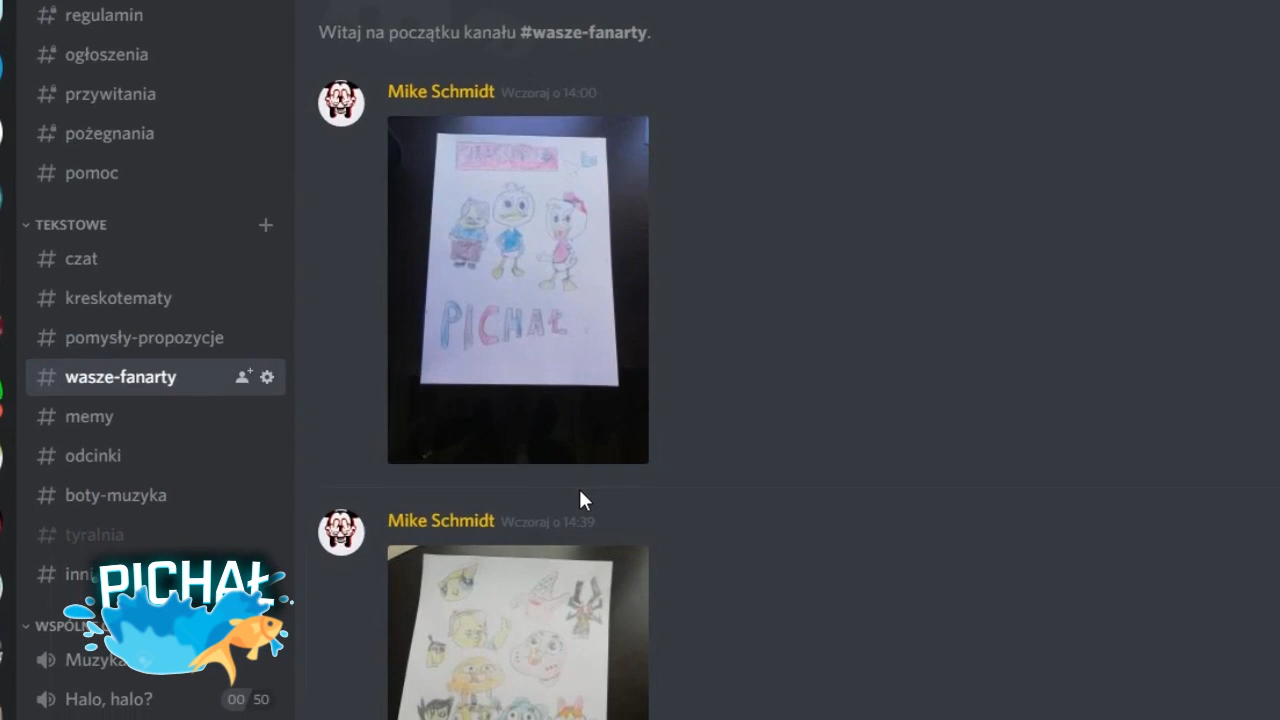 regulamin
ogłoszenia
przywitania
pożegnania
pomoc
TEKSTOWE
czat
kreskotematy
pomysły-propozycje
wasze-fanarty
memy
odcinki
boty-muzyka
tyralnia
inn
WSPÓL
Muzyka
Halo, halo? 00 50
PICHAŁ
Witaj na początku kanału #wasze-fanarty.
Mike Schmidt Wczoraj o 14:00
PICHAŁ
Mike Schmidt Wczoraj o 14:39